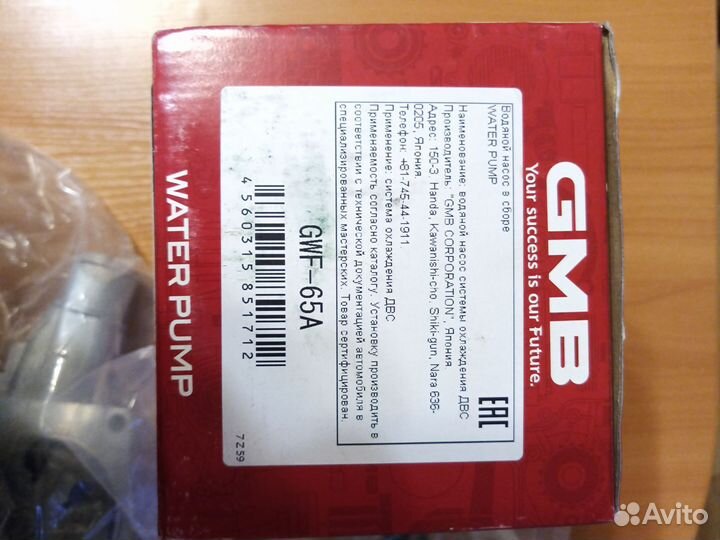 GMB
Your success is our Future.
Водяной насос в сборе
WATER PUMP
Наименование: водяной насос системы охлаждения ДВС
Производитель: "GMB CORPORATION", Япония
Адрес: 150-3, Handa, Kawanishi-cho, Shiki-gun, Nara 636-
0205, Япония
Телефон: +81-745-44-1911
Применение: система охлаждения ДВС
Применяемость согласно каталогу. Установку производить в
соответствии с технической документацией автомобиля в
специализированных мастерских. Товар сертифицирован.
EAC
GWF-65A
4 560315 851712
7Z59
WATER PUMP
Avito